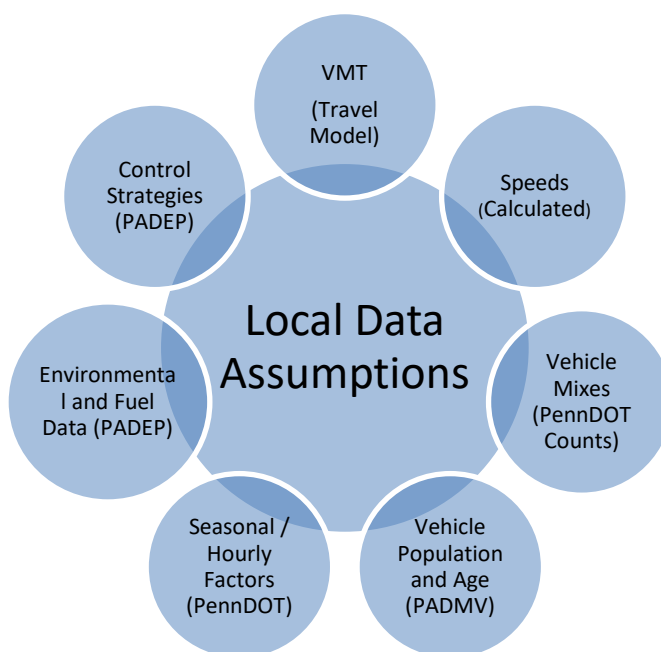 VMT
(Travel
Model)
Control
Strategies
(PADEP)
Speeds
(Calculated)
Local Data
Assumptions
Environmenta
l and Fuel
Data (PADEP)
Vehicle
Mixes
(PennDOT
Counts)
Seasonal /
Hourly
Factors
(PennDOT)
Vehicle
Population
and Age
(PADMV)